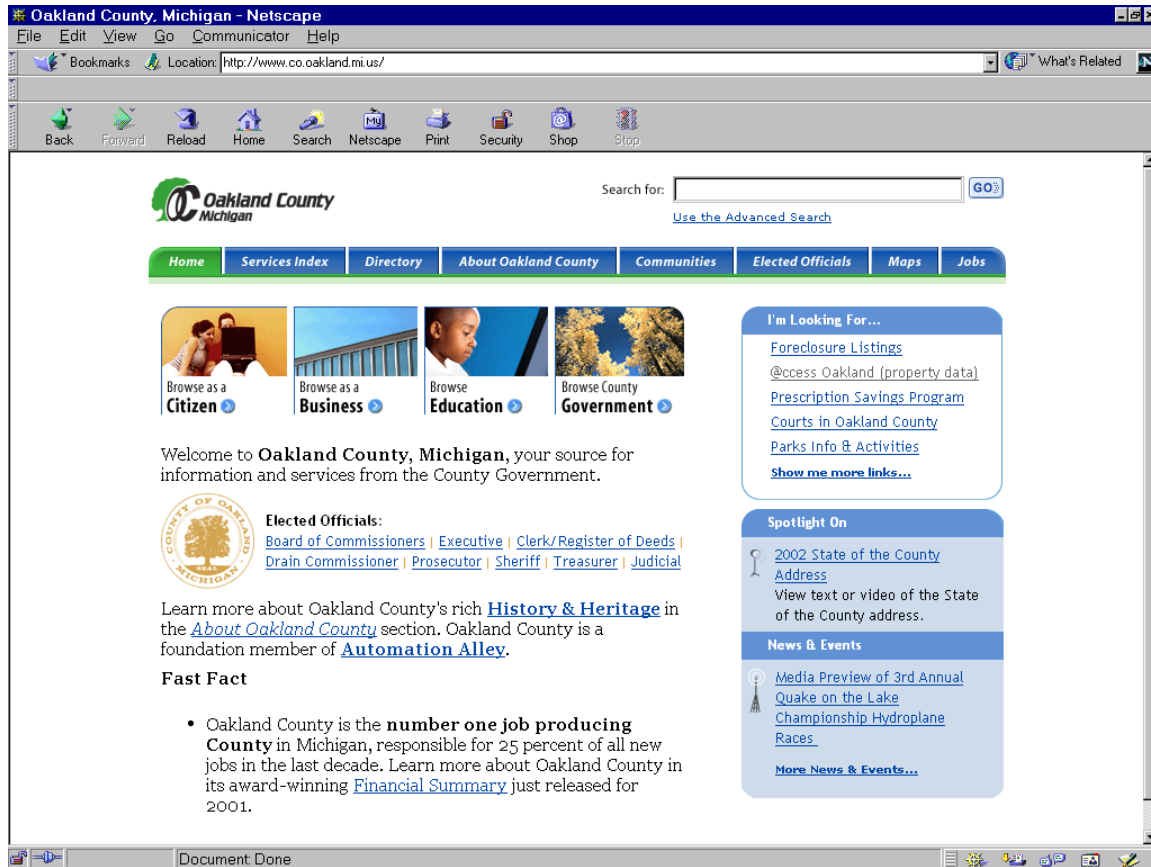 Oakland County, Michigan - Netscape
File Edit View Go Communicator Help
Bookmarks Location: http://www.co.oakland.mi.us/ What's Related N
Back Forward Reload Home Search Netscape Print Security Shop Stop
My
Oakland County
Michigan
Search for: GO
Use the Advanced Search
Home Services Index Directory About Oakland County Communities Elected Officials Maps Jobs
Browse as a
Citizen
Browse as a
Business
Browse
Education
Browse County
Government
Welcome to Oakland County, Michigan, your source for
information and services from the County Government.
COUNTY OF OAKLAND
SEAL
MICHIGAN
Elected Officials:
Board of Commissioners | Executive | Clerk/Register of Deeds |
Drain Commissioner | Prosecutor | Sheriff | Treasurer | Judicial
Learn more about Oakland County's rich History & Heritage in
the About Oakland County section. Oakland County is a
foundation member of Automation Alley.
Fast Fact
• Oakland County is the number one job producing
County in Michigan, responsible for 25 percent of all new
jobs in the last decade. Learn more about Oakland County in
its award-winning Financial Summary just released for
2001.
I'm Looking For...
Foreclosure Listings
@ccess Oakland (property data)
Prescription Savings Program
Courts in Oakland County
Parks Info & Activities
Show me more links...
Spotlight On
2002 State of the County
Address
View text or video of the State
of the County address.
News & Events
Media Preview of 3rd Annual
Quake on the Lake
Championship Hydroplane
Races
More News & Events...
Document: Done